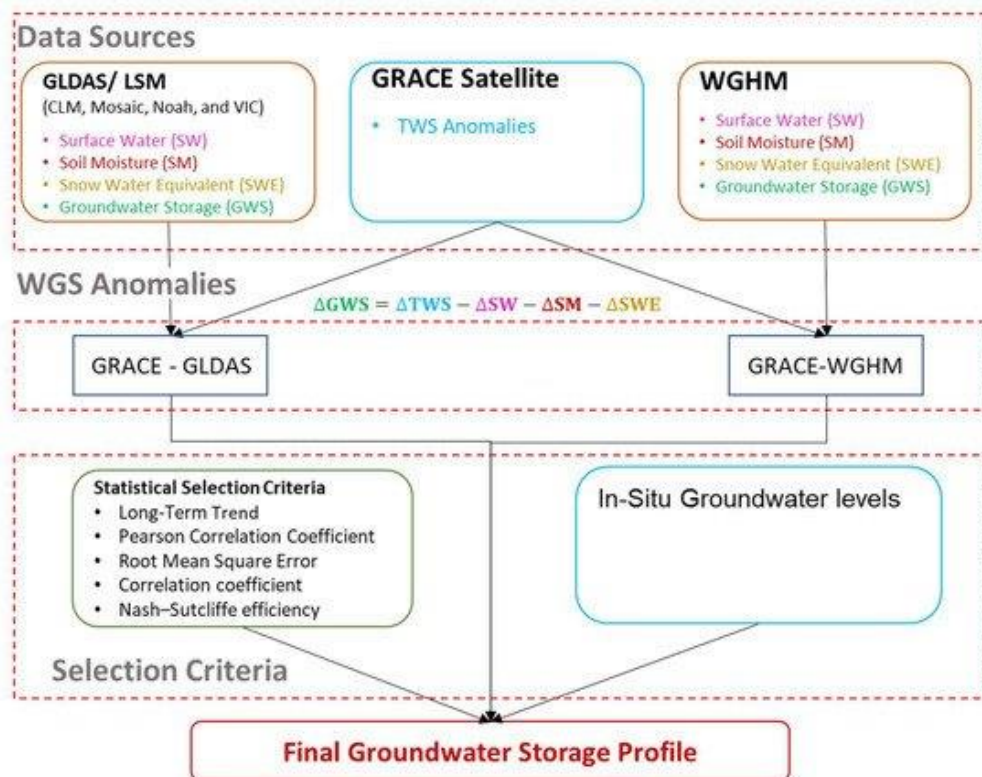 Data Sources
GLDAS/ LSM
(CLM, Mosaic, Noah, and VIC)
• Surface Water (SW)
• Soil Moisture (SM)
• Snow Water Equivalent (SWE)
• Groundwater Storage (GWS)
GRACE Satellite
• TWS Anomalies
WGHM
• Surface Water (SW)
• Soil Moisture (SM)
• Snow Water Equivalent (SWE)
• Groundwater Storage (GWS)
WGS Anomalies
ΔGWS = ΔTWS − ΔSW − ΔSM − ΔSWE
GRACE - GLDAS
GRACE-WGHM
Statistical Selection Criteria
• Long-Term Trend
• Pearson Correlation Coefficient
• Root Mean Square Error
• Correlation coefficient
• Nash–Sutcliffe efficiency
In-Situ Groundwater levels
Selection Criteria
Final Groundwater Storage Profile